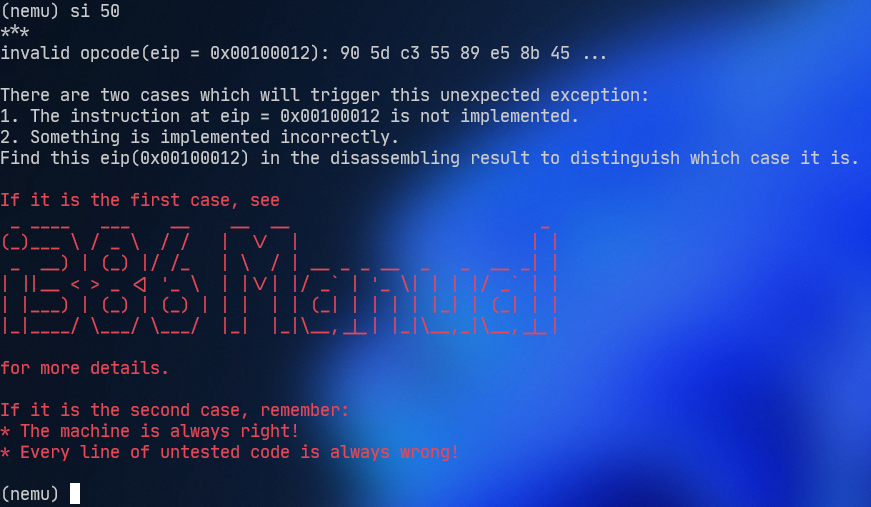 (nemu) si 50
***
invalid opcode(eip = 0x00100012): 90 5d c3 55 89 e5 8b 45 ...
There are two cases which will trigger this unexpected exception:
1. The instruction at eip = 0x00100012 is not implemented.
2. Something is implemented incorrectly.
Find this eip(0x00100012) in the disassembling result to distinguish which case it is.
If it is the first case, see
i386 Manual
for more details.
If it is the second case, remember:
* The machine is always right!
* Every line of untested code is always wrong!
(nemu)